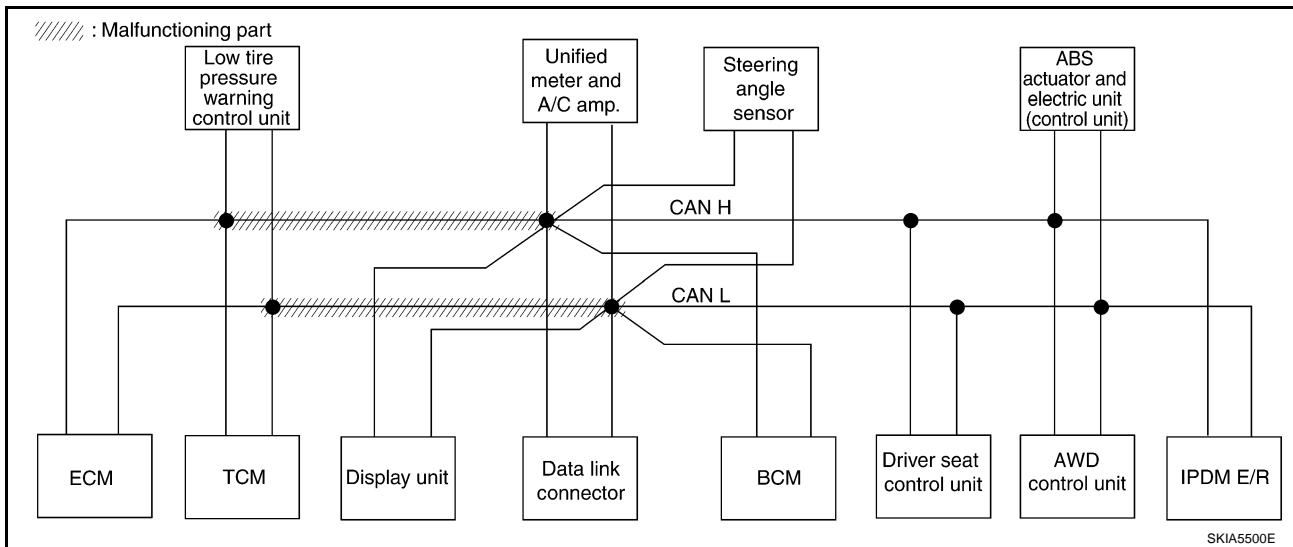 : Malfunctioning part
Low tire
pressure
warning
control unit
Unified
meter and
A/C amp.
Steering
angle
sensor
ABS
actuator and
electric unit
(control unit)
CAN H
CAN L
ECM
TCM
Display unit
Data link
connector
BCM
Driver seat
control unit
AWD
control unit
IPDM E/R
SKIA5500E